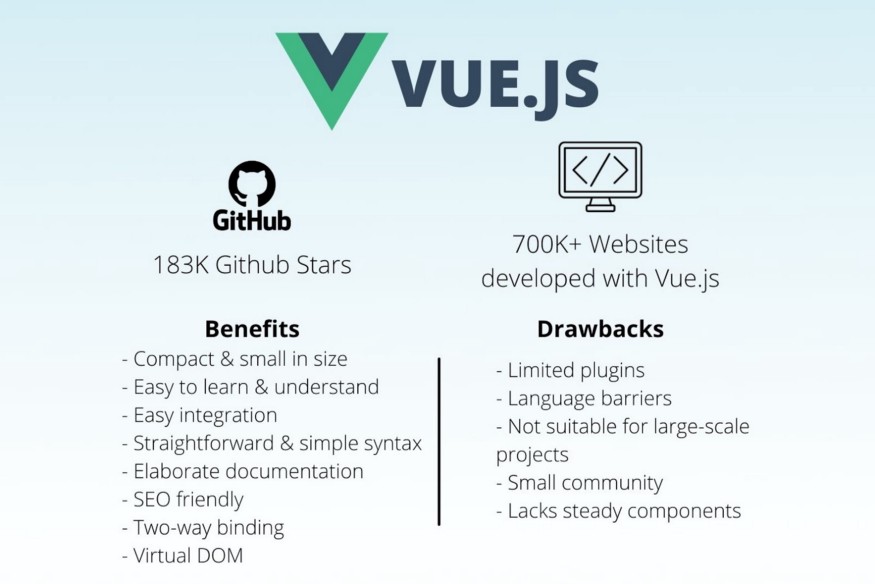 VUE.JS
GitHub
183K Github Stars
</>
700K+ Websites
developed with Vue.js
Benefits
- Compact & small in size
- Easy to learn & understand
- Easy integration
- Straightforward & simple syntax
- Elaborate documentation
- SEO friendly
- Two-way binding
- Virtual DOM
Drawbacks
- Limited plugins
- Language barriers
- Not suitable for large-scale
projects
- Small community
- Lacks steady components